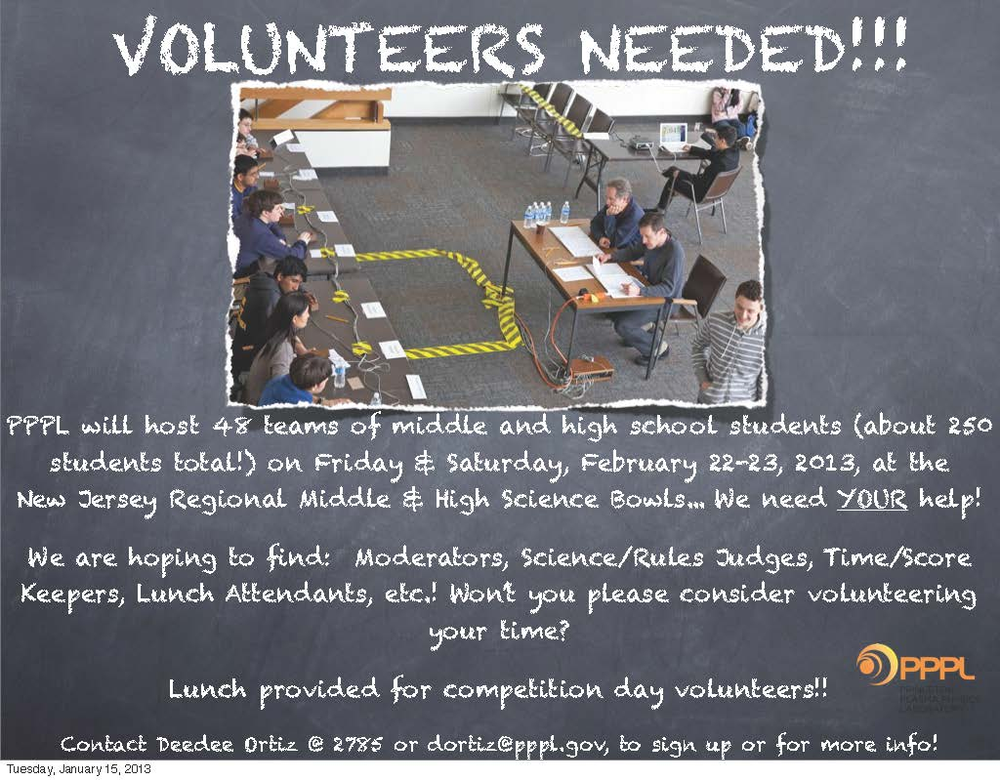 VOLUNTEERS NEEDED!!!
PPPL will host 48 teams of middle and high school students (about 250
students total!) on Friday & Saturday, February 22-23, 2013, at the
New Jersey Regional Middle & High Science Bowls... We need YOUR help!
We are hoping to find: Moderators, Science/Rules Judges, Time/Score
Keepers, Lunch Attendants, etc.! Won't you please consider volunteering
your time?
PPPL
PRINCETON
PLASMA PHYSICS
LABORATORY
Lunch provided for competition day volunteers!!
Contact Deedee Ortiz @ 2785 or dortiz@pppl.gov, to sign up or for more info!
Tuesday, January 15, 2013